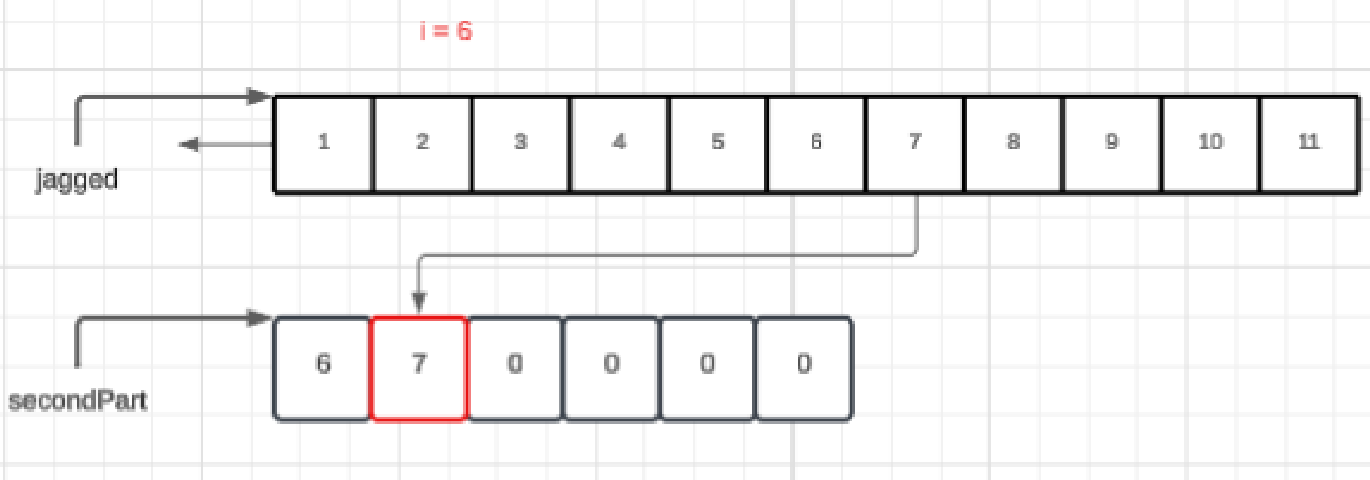 i = 6
1 2 3 4 5 6 7 8 9 10 11
jagged
6 7 0 0 0 0
secondPart